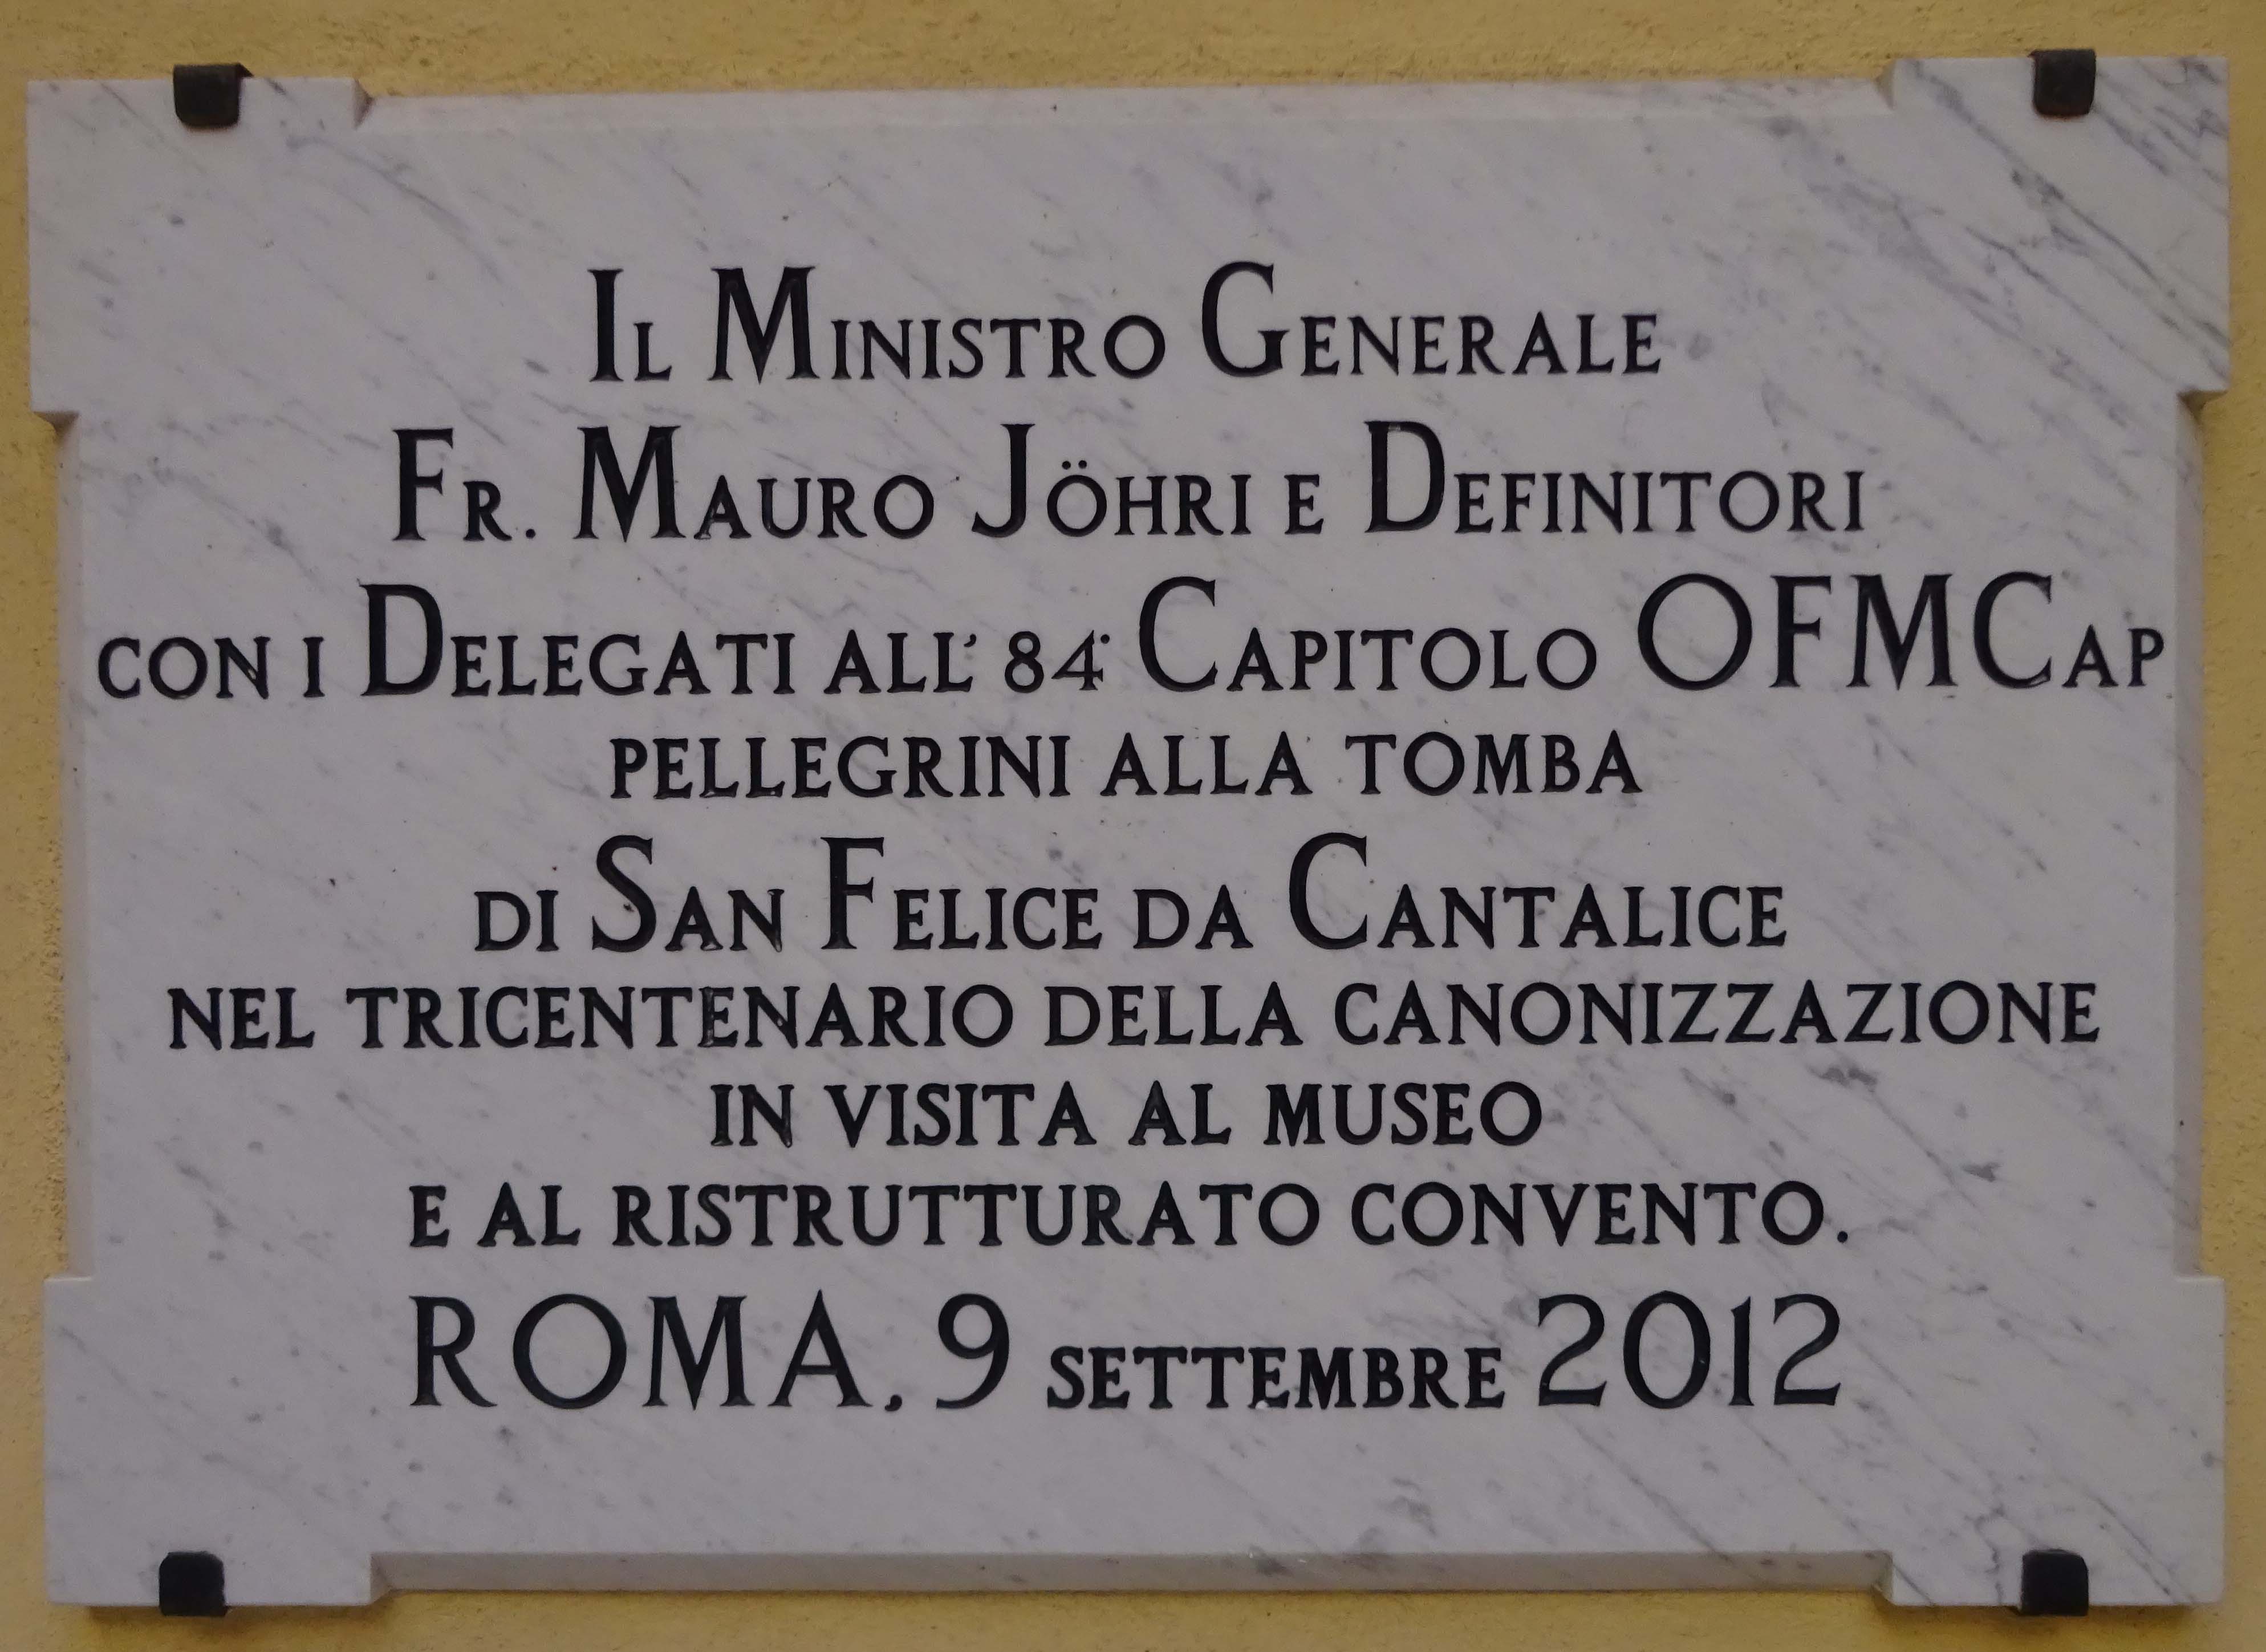 Il Ministro Generale
Fr. Mauro Jöhri e Definitori
con i Delegati all' 84° Capitolo OFMCap
pellegrini alla tomba
di San Felice da Cantalice
nel tricentenario della canonizzazione
in visita al museo
e al ristrutturato convento.
ROMA, 9 settembre 2012